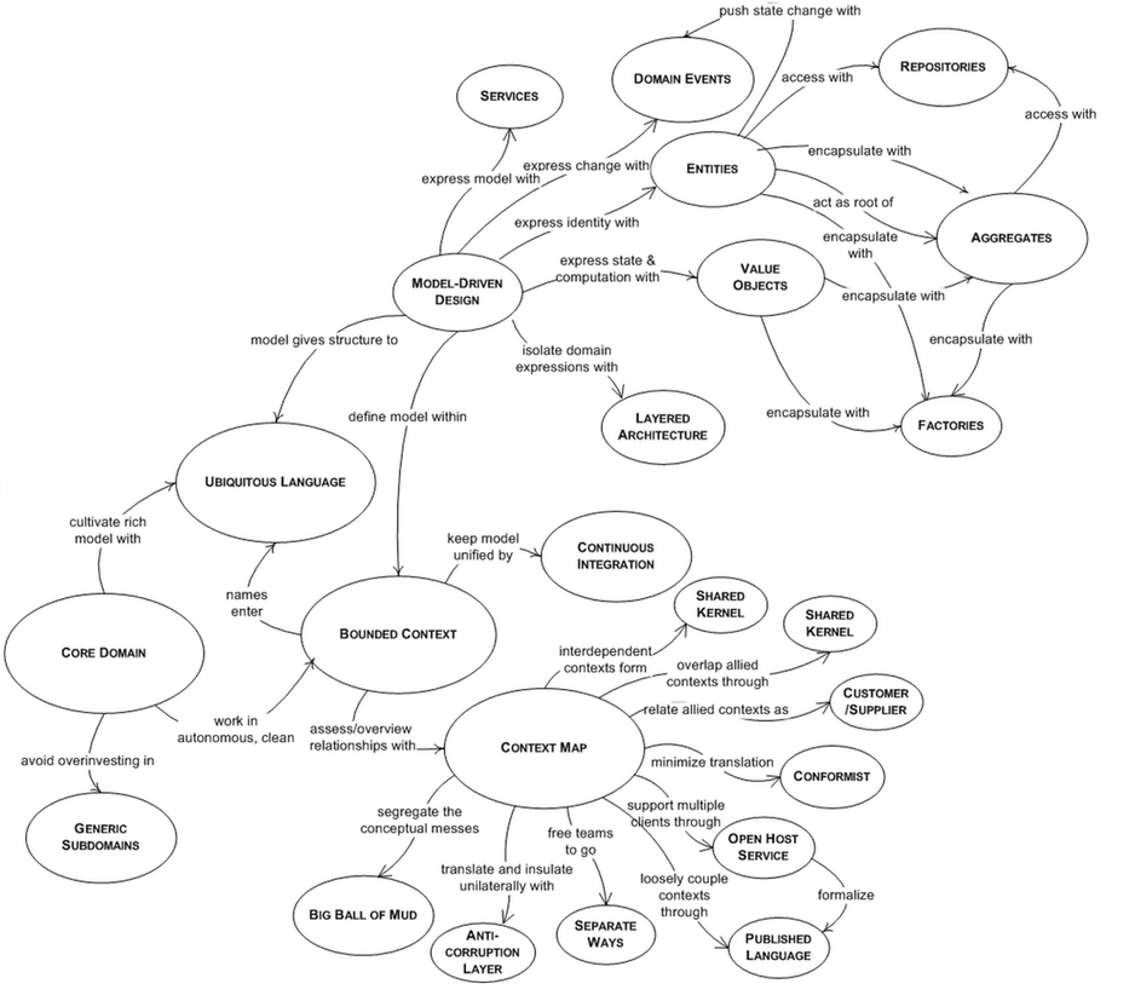 push state change with
DOMAIN EVENTS
REPOSITORIES
access with
SERVICES
access with
encapsulate with
express change with
ENTITIES
express model with
act as root of
express identity with
encapsulate
with
AGGREGATES
express state &
computation with
VALUE
OBJECTS
MODEL-DRIVEN
DESIGN
encapsulate with
model gives structure to
encapsulate with
isolate domain
expressions with
define model within
encapsulate with
LAYERED
ARCHITECTURE
FACTORIES
UBIQUITOUS LANGUAGE
cultivate rich
model with
keep model
unified by
CONTINUOUS
INTEGRATION
names
enter
SHARED
KERNEL
SHARED
KERNEL
BOUNDED CONTEXT
CORE DOMAIN
interdependent
contexts form
overlap allied
contexts through
CUSTOMER
/SUPPLIER
relate allied contexts as
work in
autonomous, clean
assess/overview
relationships with
CONTEXT MAP
avoid overinvesting in
minimize translation
CONFORMIST
segregate the
conceptual messes
support multiple
clients through
GENERIC
SUBDOMAINS
free teams
to go
OPEN HOST
SERVICE
translate and insulate
unilaterally with
loosely couple
contexts
through
formalize
BIG BALL OF MUD
SEPARATE
WAYS
ANTI-
CORRUPTION
LAYER
PUBLISHED
LANGUAGE